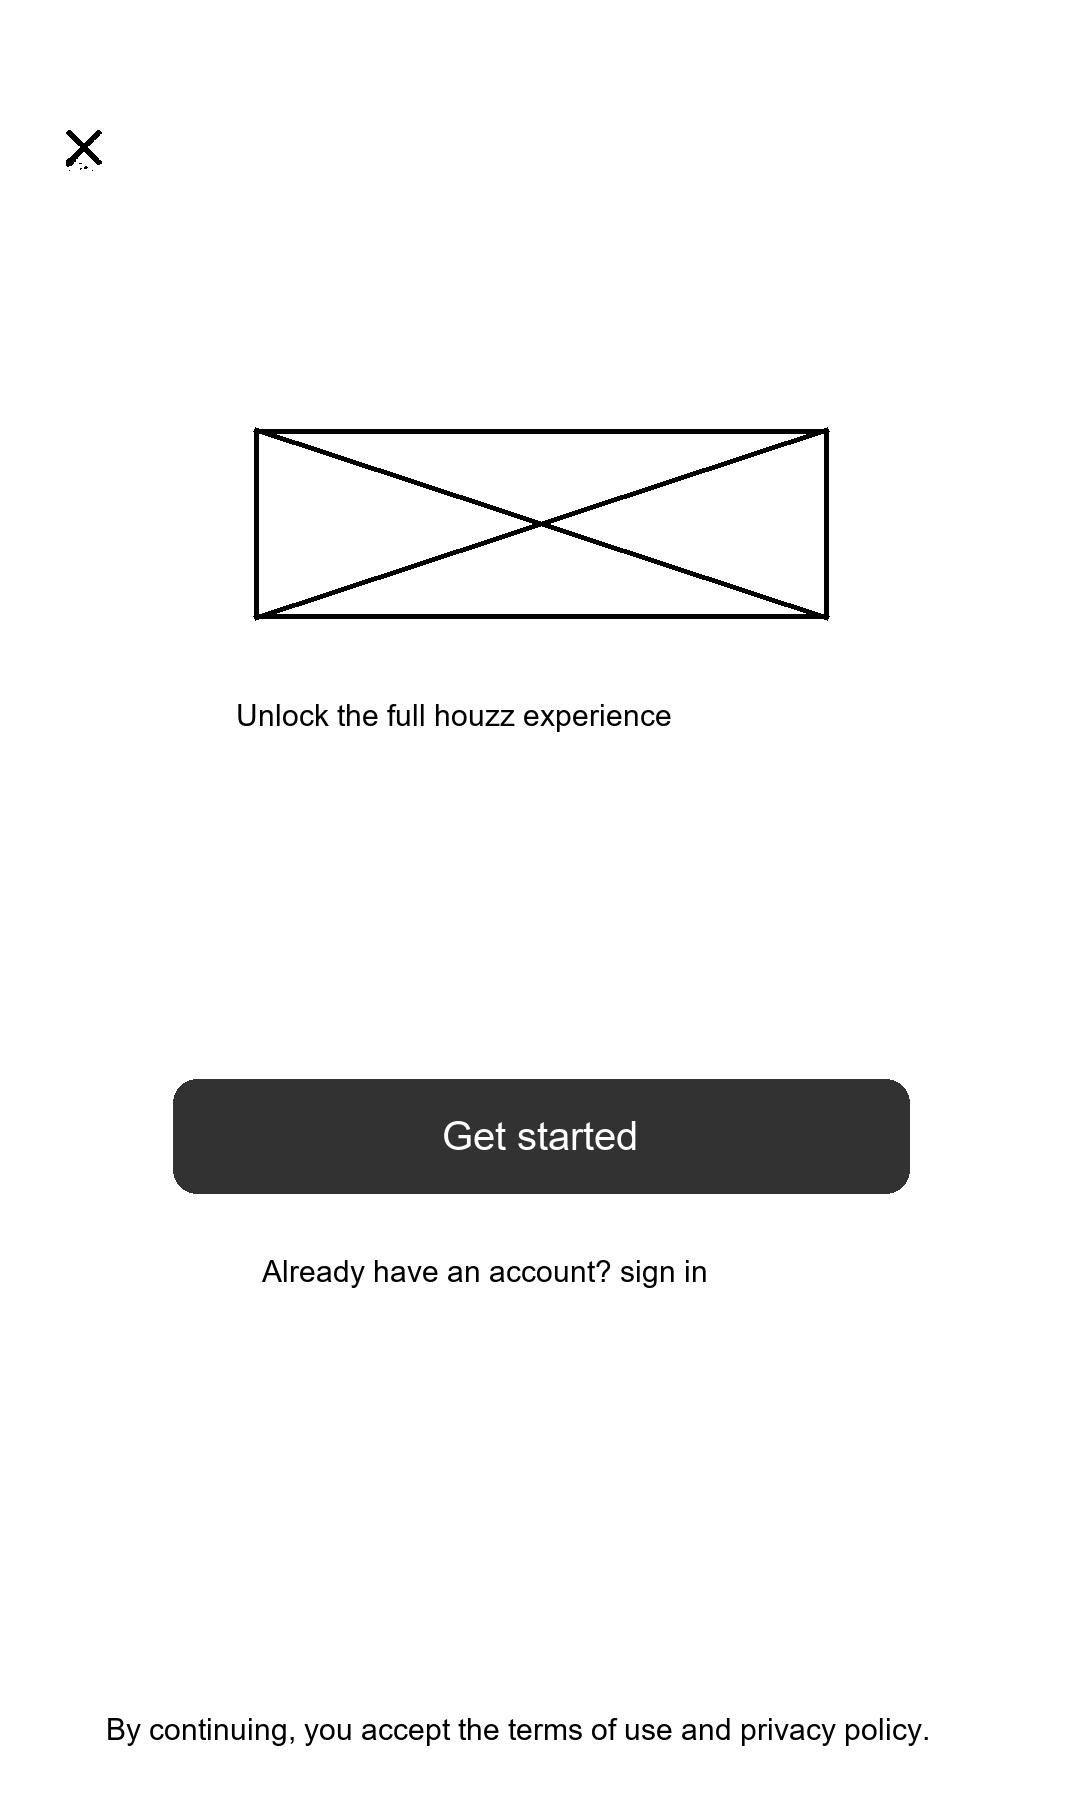 Unlock the full houzz experience
Get started
Already have an account? sign in
By continuing, you accept the terms of use and privacy policy.